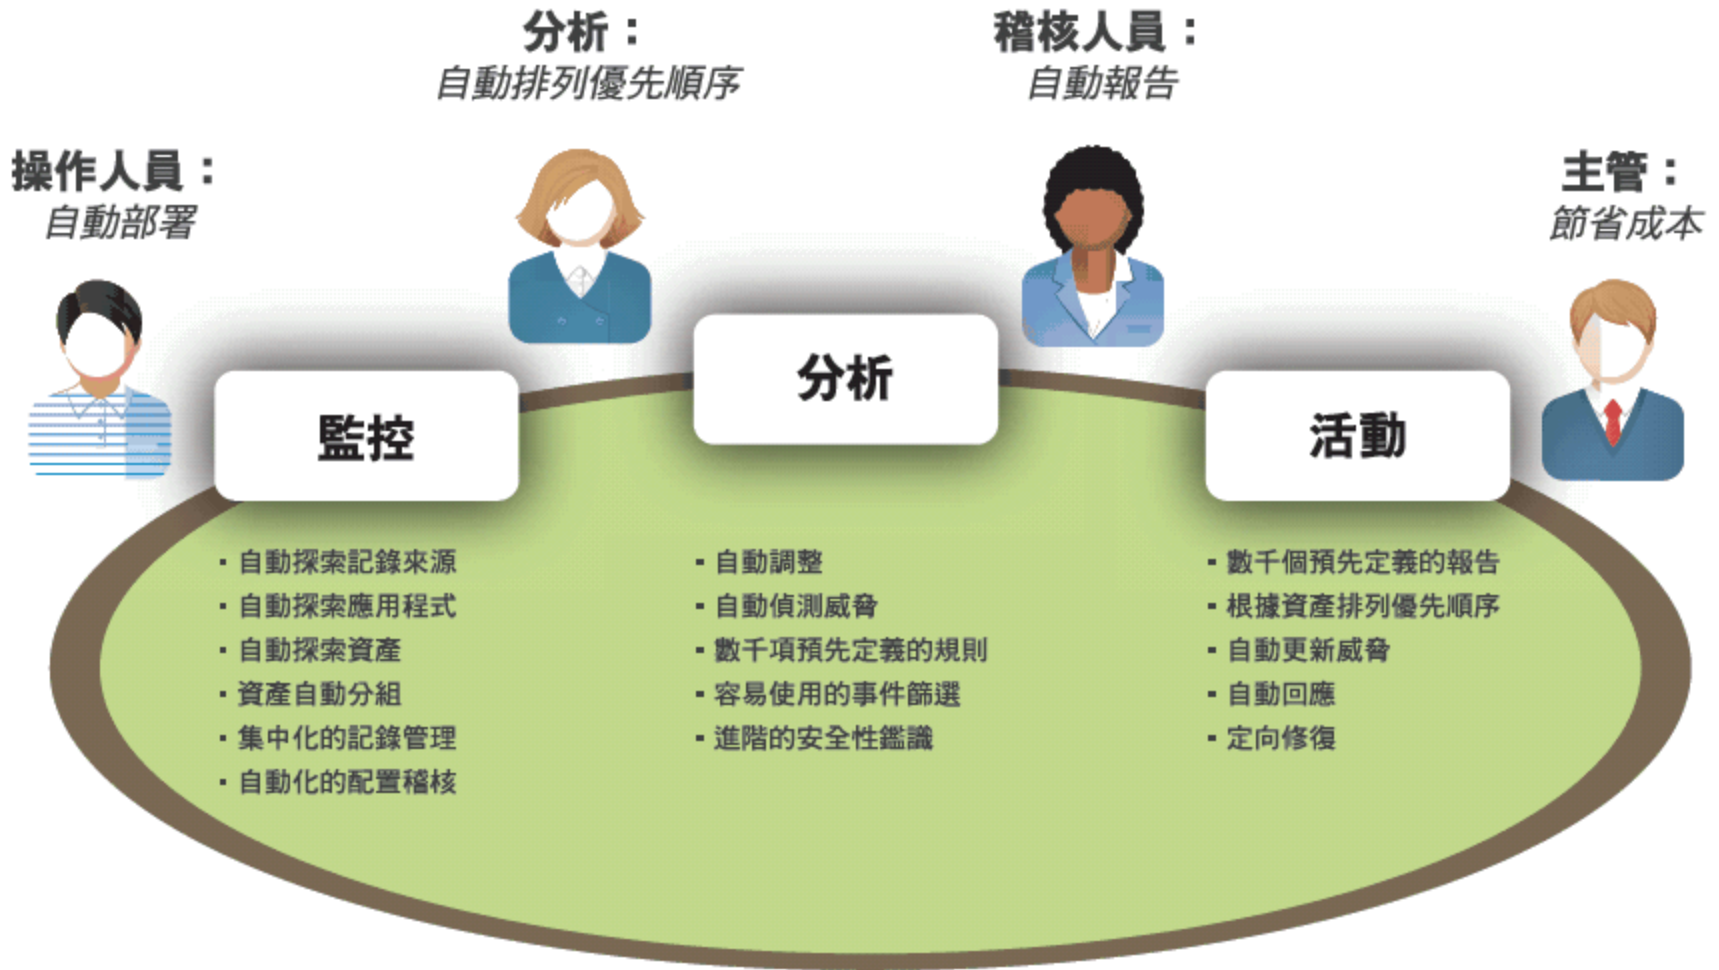 分析：
自動排列優先順序
稽核人員：
自動報告
操作人員：
自動部署
主管：
節省成本
監控
分析
活動
▪ 自動探索記錄來源
▪ 自動探索應用程式
▪ 自動探索資產
▪ 資產自動分組
▪ 集中化的記錄管理
▪ 自動化的配置稽核
▪ 自動調整
▪ 自動偵測威脅
▪ 數千項預先定義的規則
▪ 容易使用的事件篩選
▪ 進階的安全性鑑識
▪ 數千個預先定義的報告
▪ 根據資產排列優先順序
▪ 自動更新威脅
▪ 自動回應
▪ 定向修復